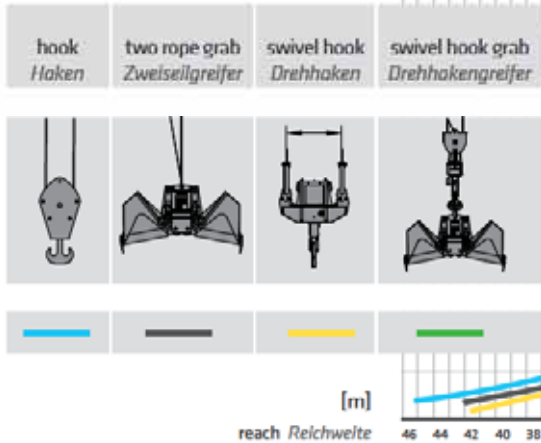 hook two rope grab swivel hook swivel hook grab
Haken Zweiseilgreifer Drehhaken Drehhakengreifer
[m]
reach Reichweite 46 44 42 40 38